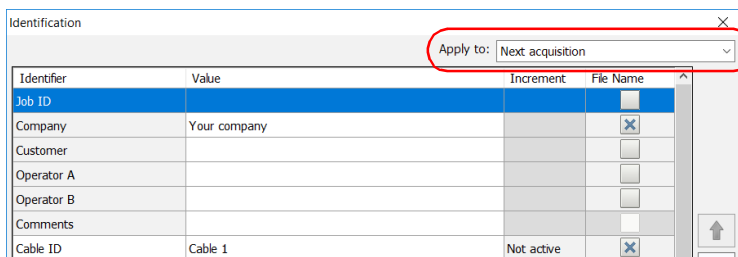 Identification
Apply to: Next acquisition
Identifier Value Increment File Name
Job ID
Company Your company
Customer
Operator A
Operator B
Comments
Cable ID Cable 1 Not active